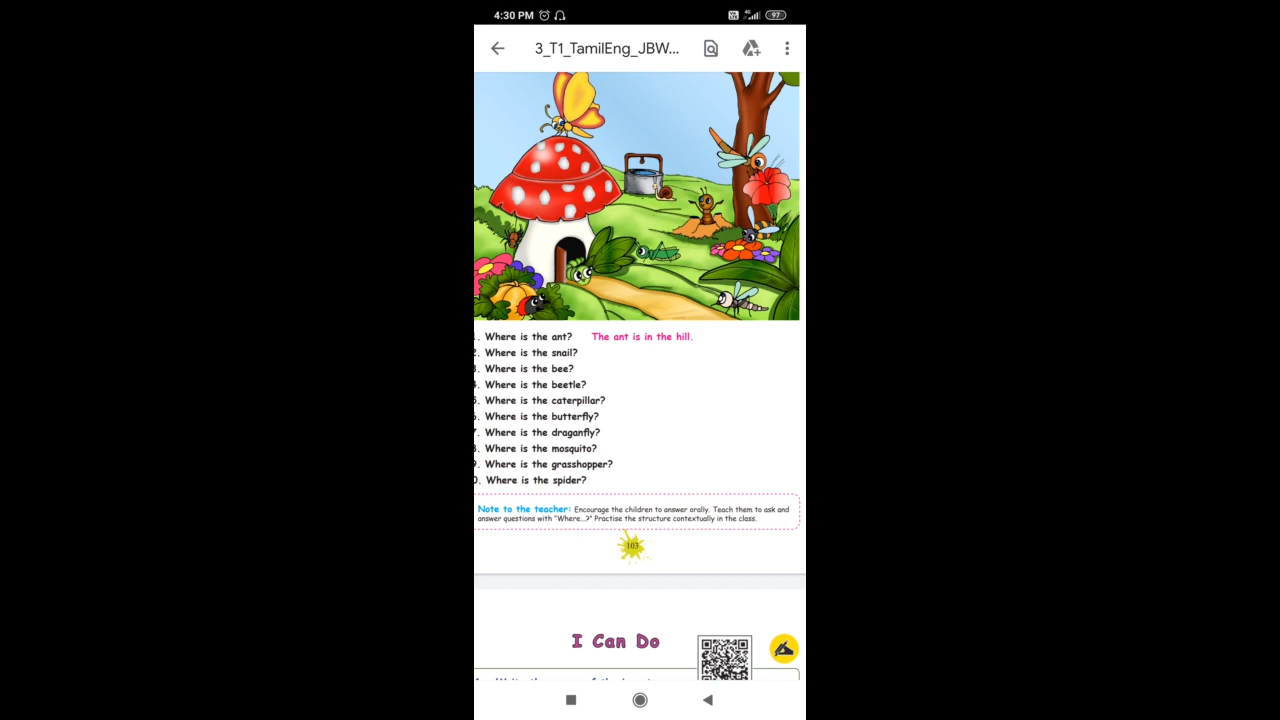 4:30 PM
4G
97
3_T1_TamilEng_JBW...
. Where is the ant? The ant is in the hill.
. Where is the snail?
. Where is the bee?
. Where is the beetle?
. Where is the caterpillar?
. Where is the butterfly?
. Where is the draganfly?
. Where is the mosquito?
. Where is the grasshopper?
0. Where is the spider?
Note to the teacher: Encourage the children to answer orally. Teach them to ask and
answer questions with "Where...?" Practise the structure contextually in the class.
103
I Can Do